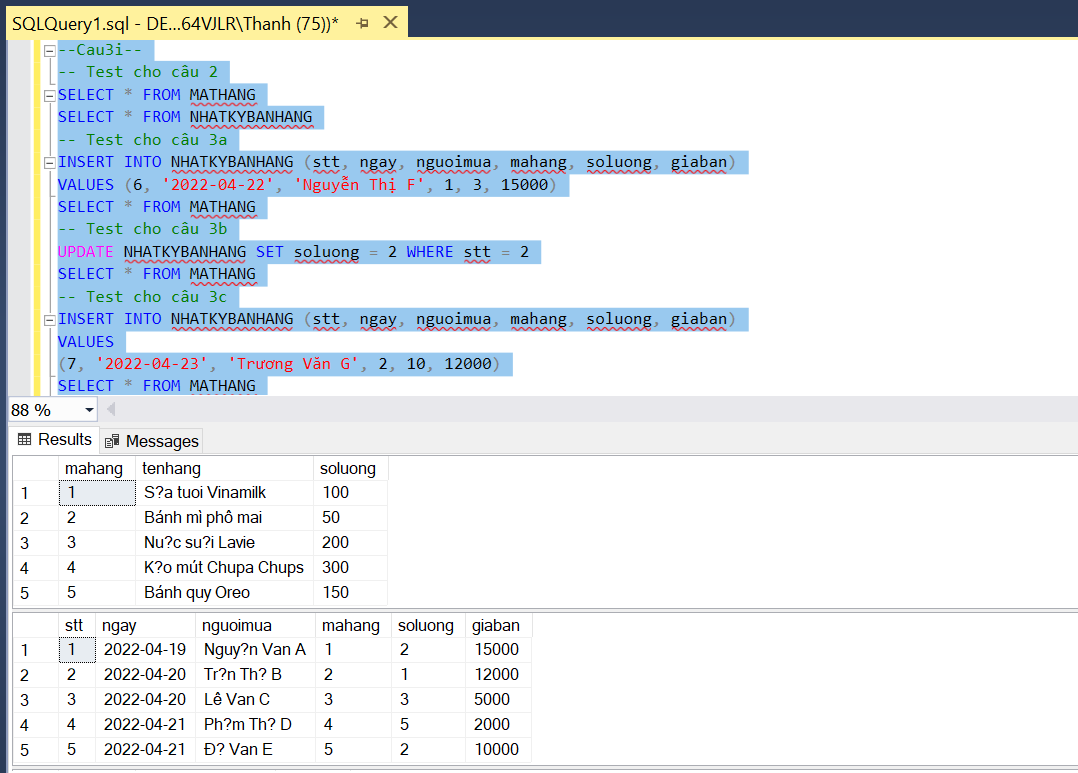 SQLQuery1.sql - DE...64VJLR\Thanh (75))*
--Cau3i--
-- Test cho câu 2
SELECT * FROM MATHANG
SELECT * FROM NHATKYBANHANG
-- Test cho câu 3a
INSERT INTO NHATKYBANHANG (stt, ngay, nguoimua, mahang, soluong, giaban)
VALUES (6, '2022-04-22', 'Nguyễn Thị F', 1, 3, 15000)
SELECT * FROM MATHANG
-- Test cho câu 3b
UPDATE NHATKYBANHANG SET soluong = 2 WHERE stt = 2
SELECT * FROM MATHANG
-- Test cho câu 3c
INSERT INTO NHATKYBANHANG (stt, ngay, nguoimua, mahang, soluong, giaban)
VALUES
(7, '2022-04-23', 'Trương Văn G', 2, 10, 12000)
SELECT * FROM MATHANG
88 %
Results Messages
mahang tenhang soluong
1 1 S?a tuoi Vinamilk 100
2 2 Bánh mì phô mai 50
3 3 Nu?c su?i Lavie 200
4 4 K?o mút Chupa Chups 300
5 5 Bánh quy Oreo 150
stt ngay nguoimua mahang soluong giaban
1 1 2022-04-19 Nguy?n Van A 1 2 15000
2 2 2022-04-20 Tr?n Th? B 2 1 12000
3 3 2022-04-20 Lê Van C 3 3 5000
4 4 2022-04-21 Ph?m Th? D 4 5 2000
5 5 2022-04-21 Đ? Van E 5 2 10000